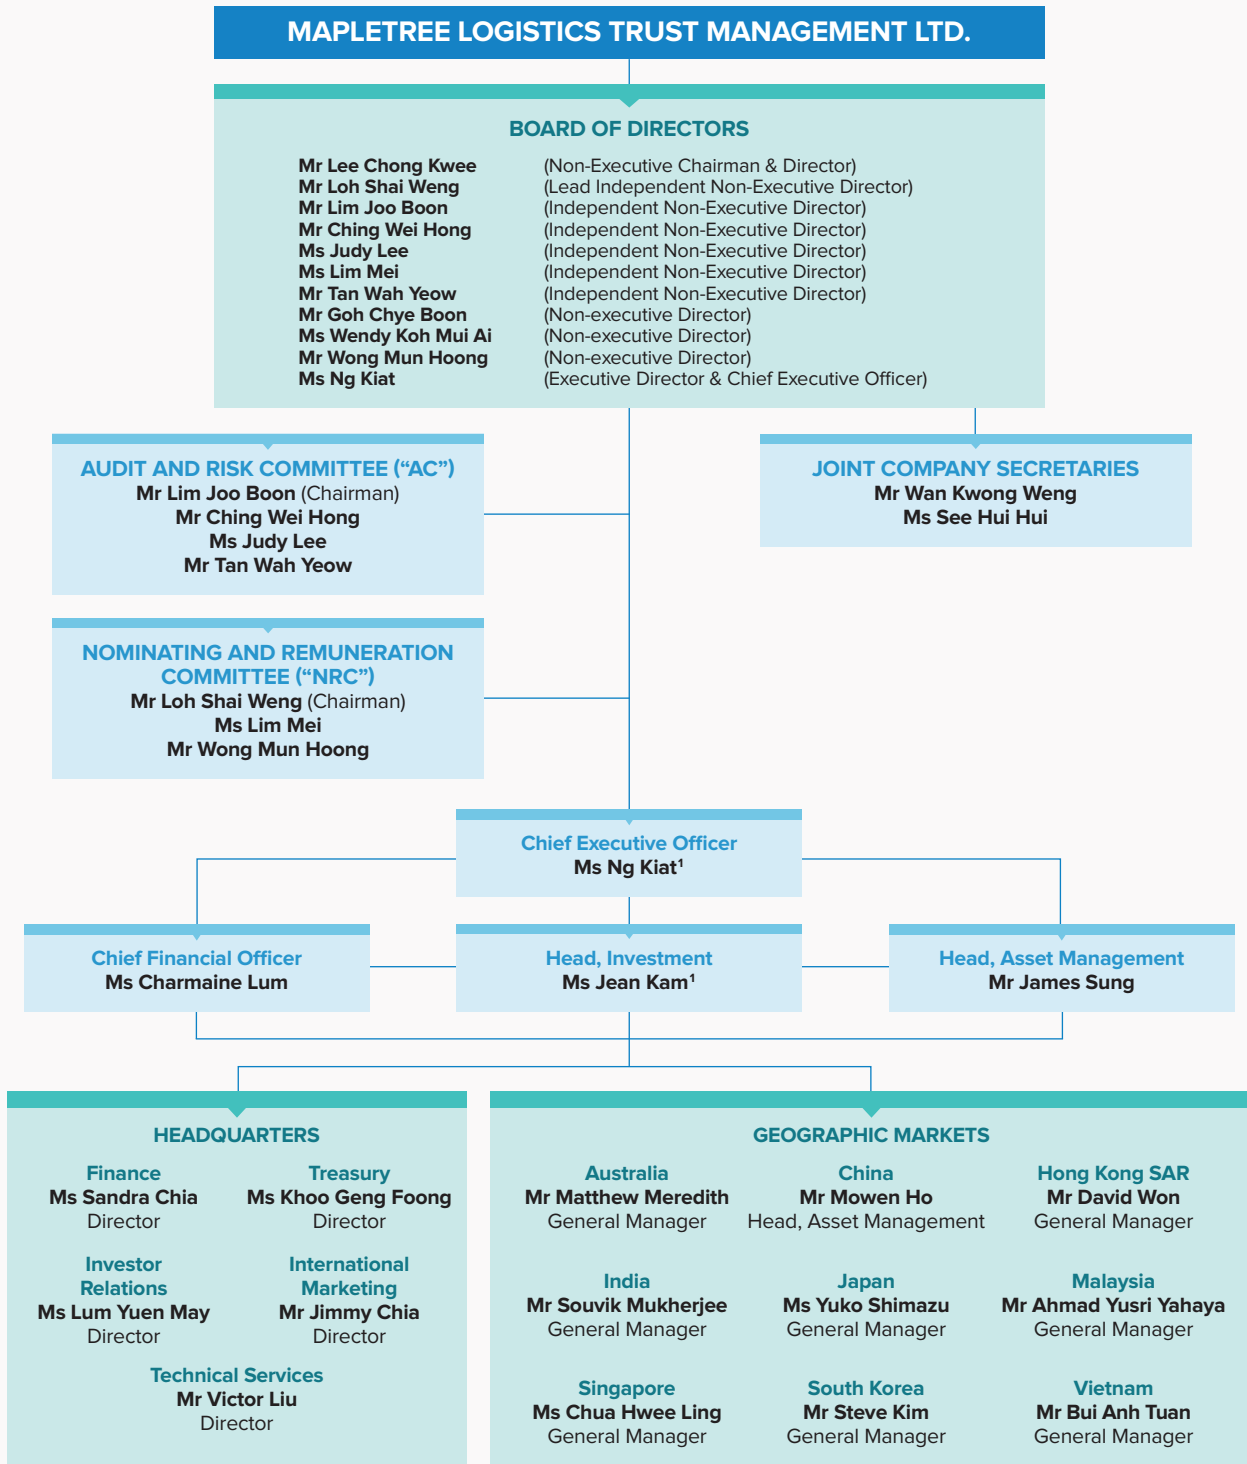 MAPLETREE LOGISTICS TRUST MANAGEMENT LTD.
BOARD OF DIRECTORS
Mr Lee Chong Kwee (Non-Executive Chairman & Director)
Mr Loh Shai Weng (Lead Independent Non-Executive Director)
Mr Lim Joo Boon (Independent Non-Executive Director)
Mr Ching Wei Hong (Independent Non-Executive Director)
Ms Judy Lee (Independent Non-Executive Director)
Ms Lim Mei (Independent Non-Executive Director)
Mr Tan Wah Yeow (Independent Non-Executive Director)
Mr Goh Chye Boon (Non-executive Director)
Ms Wendy Koh Mui Ai (Non-executive Director)
Mr Wong Mun Hoong (Non-executive Director)
Ms Ng Kiat (Executive Director & Chief Executive Officer)
AUDIT AND RISK COMMITTEE (“AC”)
Mr Lim Joo Boon (Chairman)
Mr Ching Wei Hong
Ms Judy Lee
Mr Tan Wah Yeow
JOINT COMPANY SECRETARIES
Mr Wan Kwong Weng
Ms See Hui Hui
NOMINATING AND REMUNERATION
COMMITTEE (“NRC”)
Mr Loh Shai Weng (Chairman)
Ms Lim Mei
Mr Wong Mun Hoong
Chief Executive Officer
Ms Ng Kiat¹
Chief Financial Officer
Ms Charmaine Lum
Head, Investment
Ms Jean Kam¹
Head, Asset Management
Mr James Sung
HEADQUARTERS
Finance
Ms Sandra Chia
Director
Treasury
Ms Khoo Geng Foong
Director
Investor
Relations
Ms Lum Yuen May
Director
International
Marketing
Mr Jimmy Chia
Director
Technical Services
Mr Victor Liu
Director
GEOGRAPHIC MARKETS
Australia
Mr Matthew Meredith
General Manager
China
Mr Mowen Ho
Head, Asset Management
Hong Kong SAR
Mr David Won
General Manager
India
Mr Souvik Mukherjee
General Manager
Japan
Ms Yuko Shimazu
General Manager
Malaysia
Mr Ahmad Yusri Yahaya
General Manager
Singapore
Ms Chua Hwee Ling
General Manager
South Korea
Mr Steve Kim
General Manager
Vietnam
Mr Bui Anh Tuan
General Manager